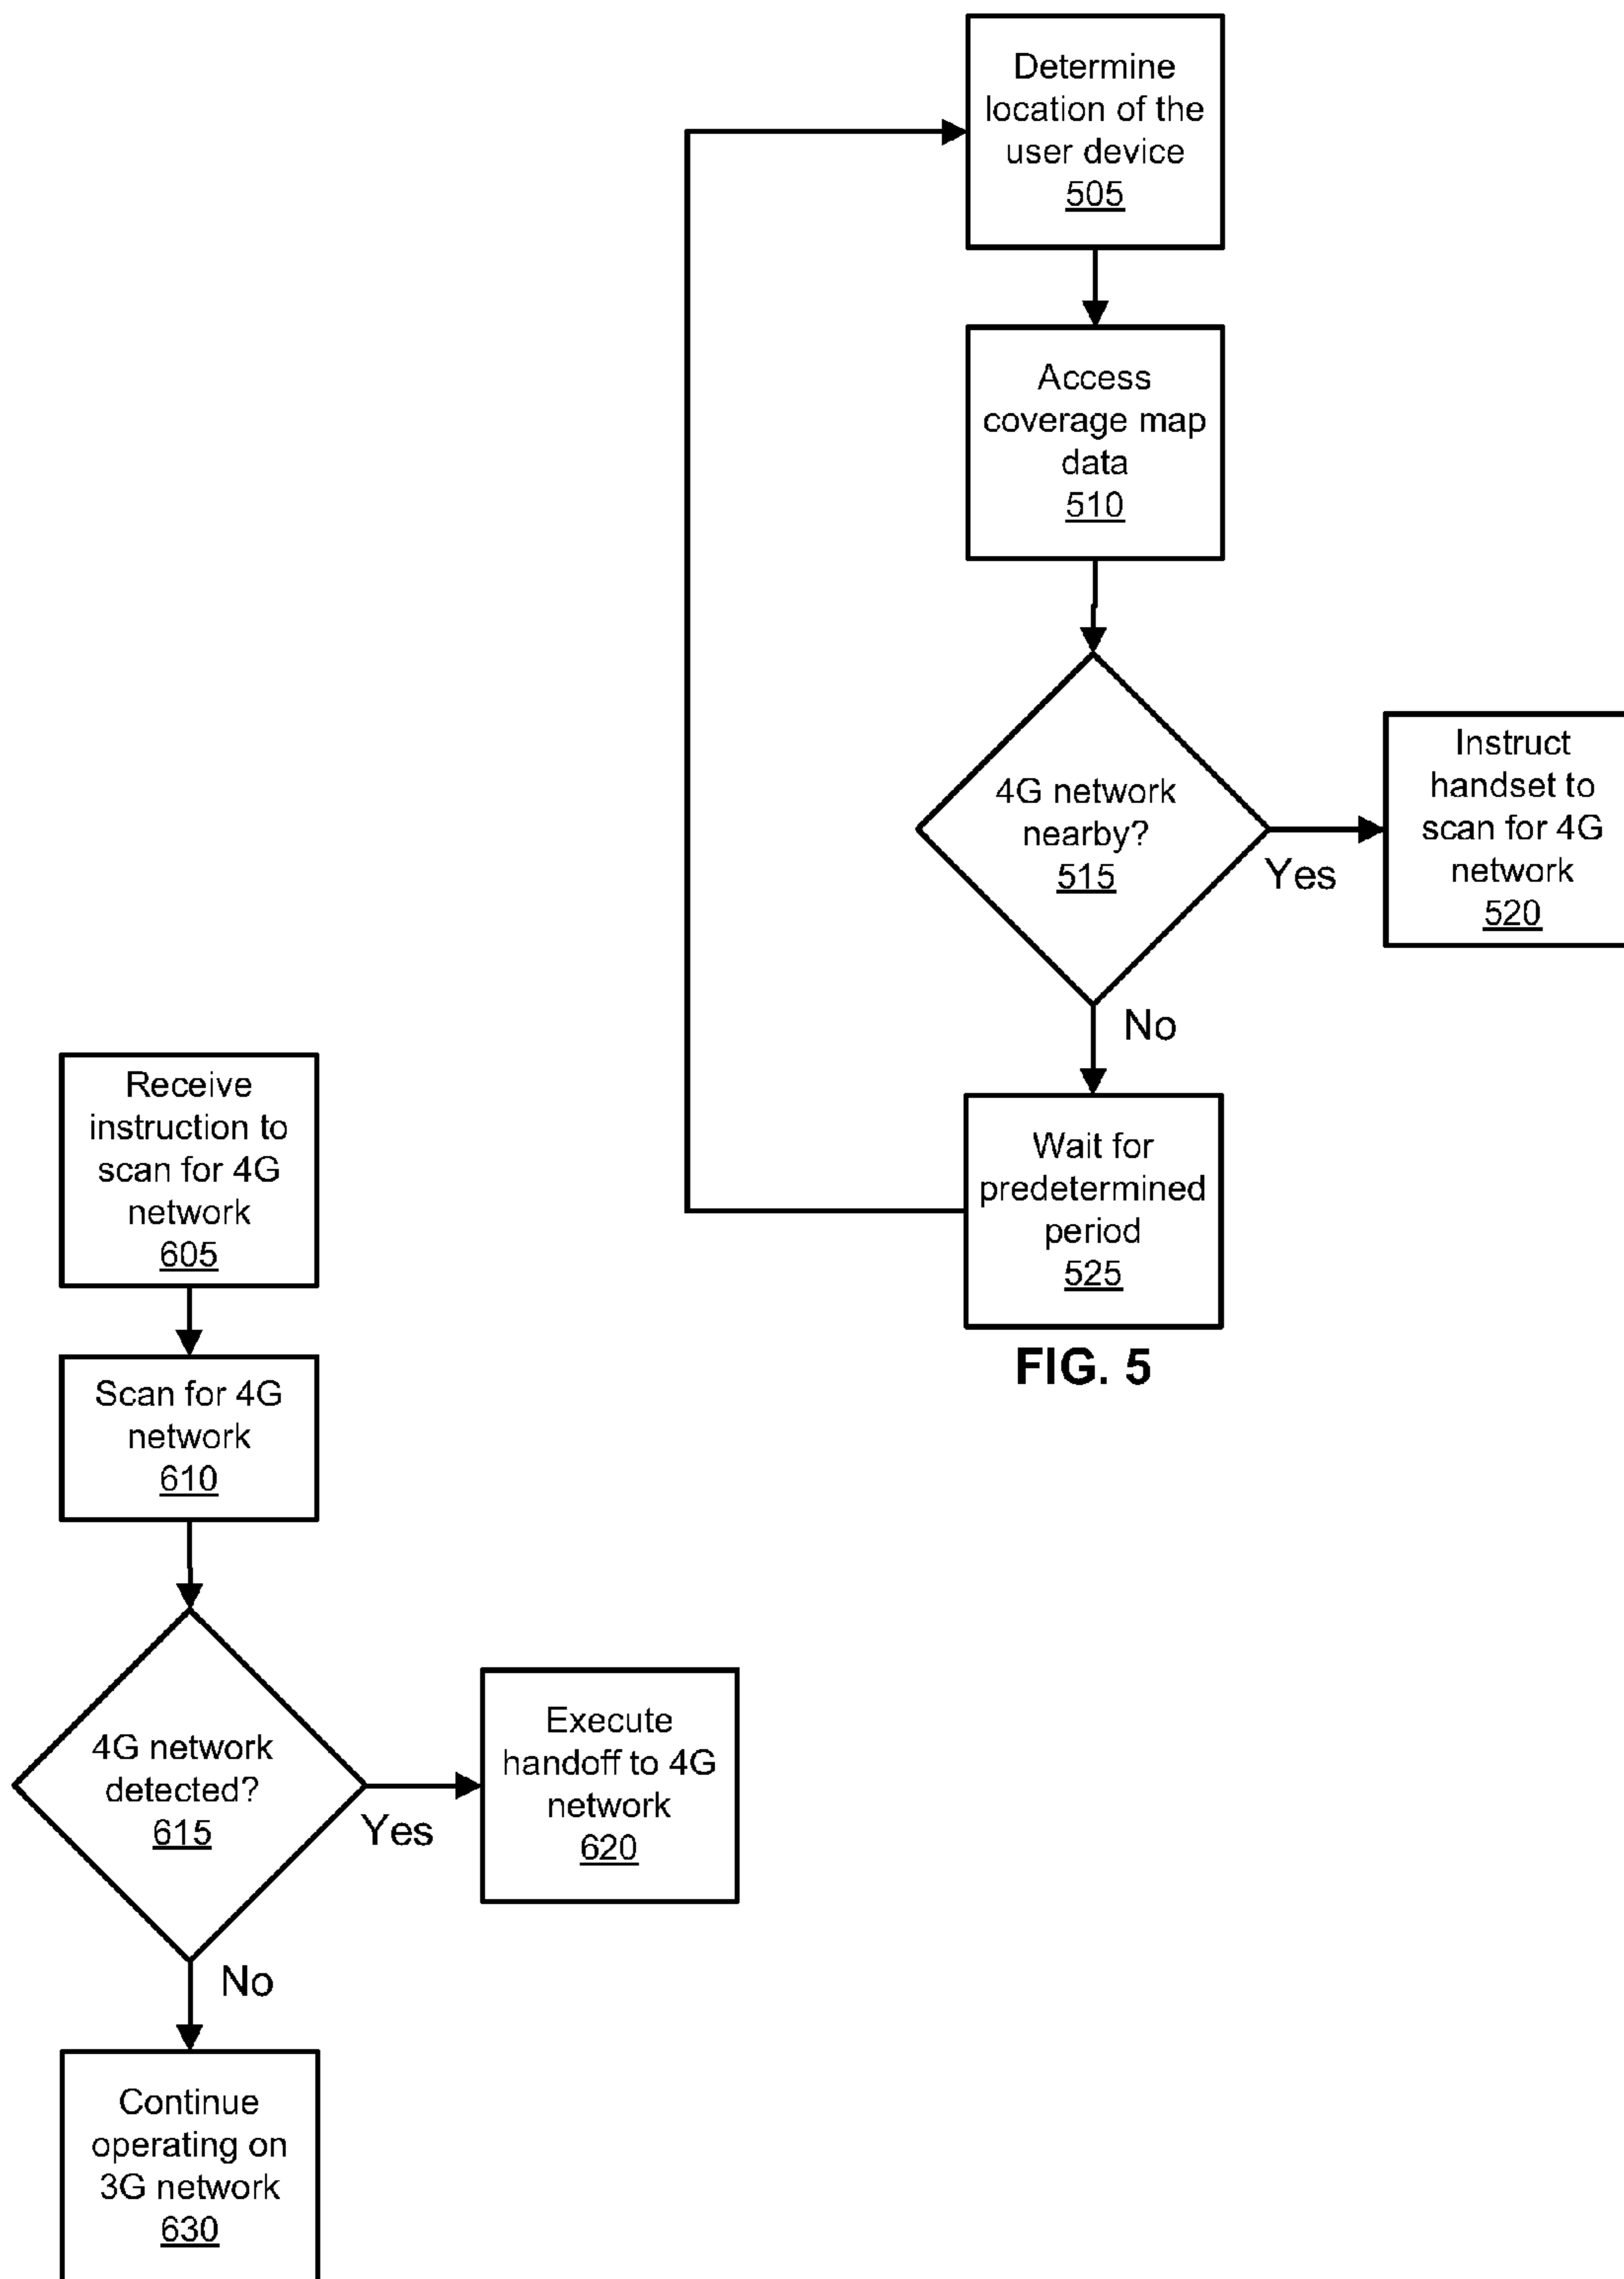 Determine
location of the
user device
505
Access
coverage map
data
510
4G network
nearby?
515
Yes
Instruct
handset to
scan for 4G
network
520
No
Wait for
predetermined
period
525
FIG. 5
Receive
instruction to
scan for 4G
network
605
Scan for 4G
network
610
4G network
detected?
615
Yes
Execute
handoff to 4G
network
620
No
Continue
operating on
3G network
630